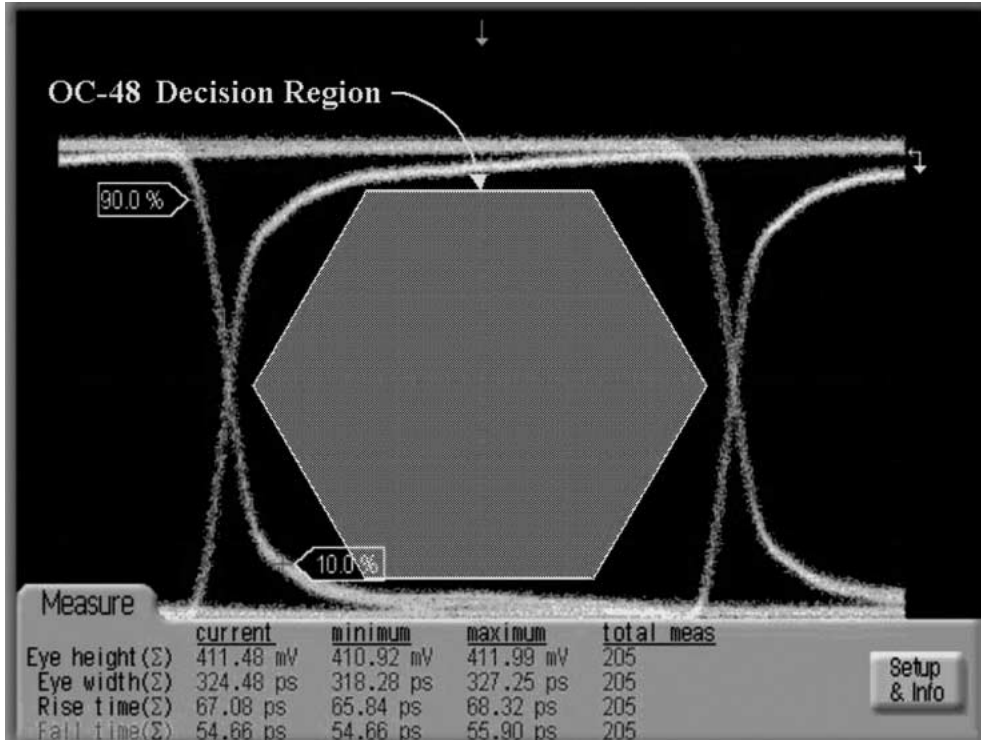 OC-48 Decision Region
90.0 %
10.0 %
Measure
current minimum maximum total meas
Eye height(Σ) 411.48 mV 410.92 mV 411.99 mV 205
Eye width(Σ) 324.48 ps 318.28 ps 327.25 ps 205
Rise time(Σ) 67.08 ps 65.84 ps 68.32 ps 205
Fall time(Σ) 54.66 ps 54.66 ps 55.90 ps 205
Setup
& Info